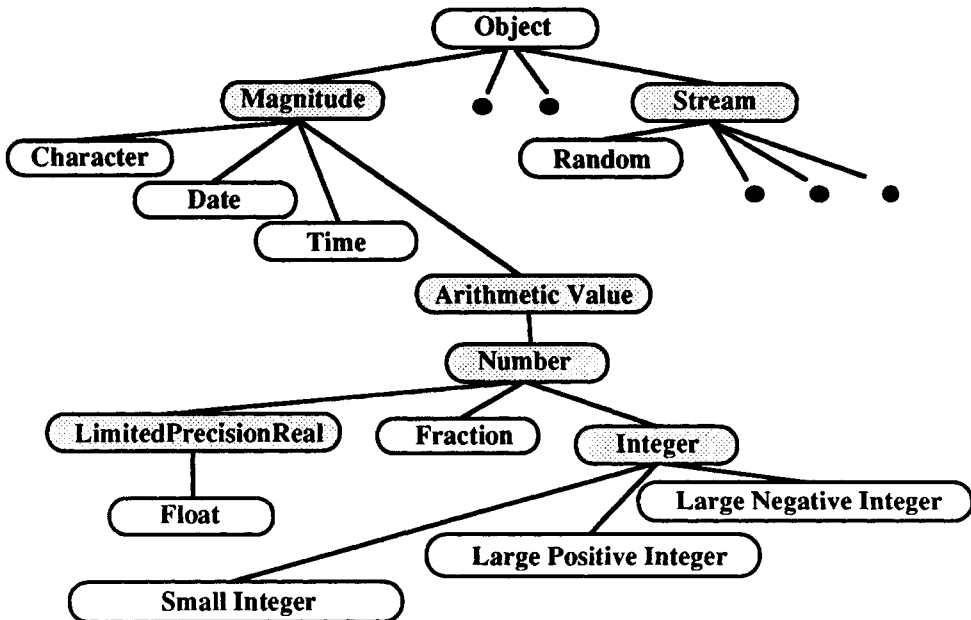 Object
Magnitude
Stream
Character
Random
Date
Time
Arithmetic Value
Number
LimitedPrecisionReal
Fraction
Integer
Large Negative Integer
Float
Large Positive Integer
Small Integer